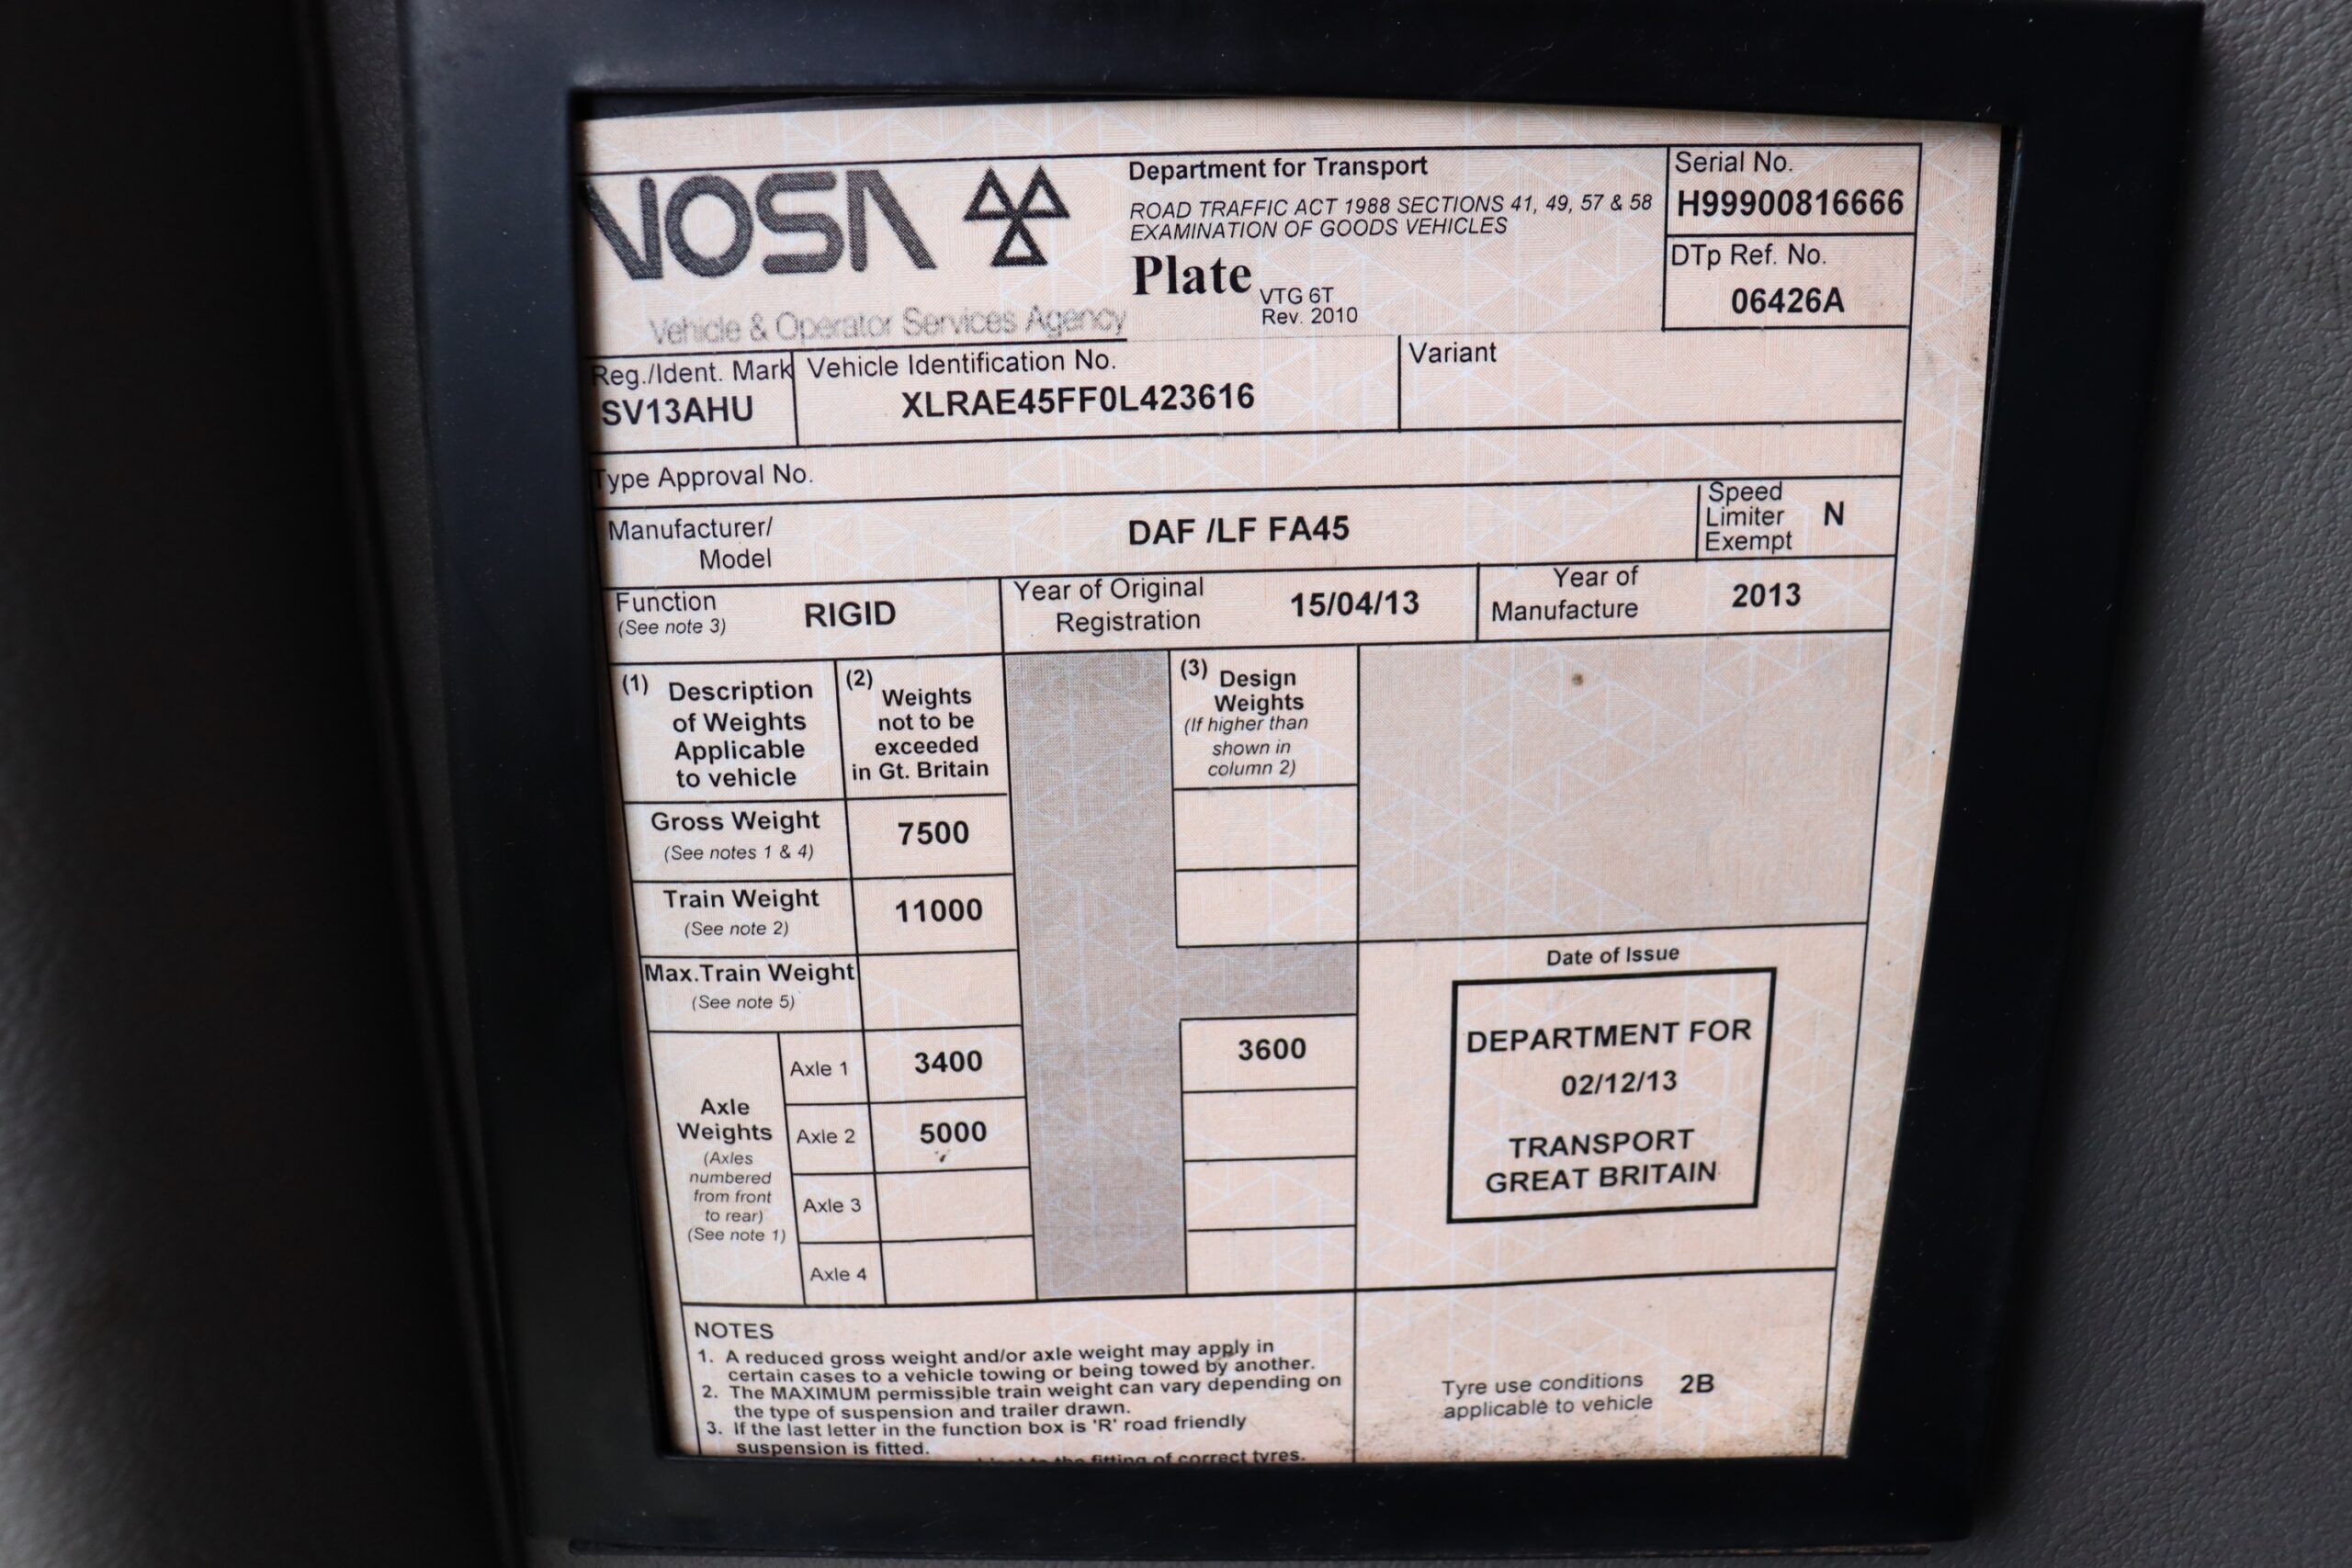 VOSA
Vehicle & Operator Services Agency
Department for Transport
ROAD TRAFFIC ACT 1988 SECTIONS 41, 49, 57 & 58
EXAMINATION OF GOODS VEHICLES
Plate VTG 6T
Rev. 2010
Serial No.
H99900816666
DTp Ref. No.
06426A
Reg./Ident. Mark
SV13AHU
Vehicle Identification No.
XLRAE45FF0L423616
Variant
Type Approval No.
Manufacturer/
Model
DAF /LF FA45
Speed
Limiter
Exempt
N
Function
(See note 3)
RIGID
Year of Original
Registration
15/04/13
Year of
Manufacture
2013
(1) Description
of Weights
Applicable
to vehicle
(2) Weights
not to be
exceeded
in Gt. Britain
(3) Design
Weights
(If higher than
shown in
column 2)
Gross Weight
(See notes 1 & 4)
7500
Train Weight
(See note 2)
11000
Max.Train Weight
(See note 5)
Axle
Weights
(Axles
numbered
from front
to rear)
(See note 1)
Axle 1 3400 3600
Axle 2 5000
Axle 3
Axle 4
Date of Issue
DEPARTMENT FOR
02/12/13
TRANSPORT
GREAT BRITAIN
NOTES
1. A reduced gross weight and/or axle weight may apply in
certain cases to a vehicle towing or being towed by another.
2. The MAXIMUM permissible train weight can vary depending on
the type of suspension and trailer drawn.
3. If the last letter in the function box is 'R' road friendly
suspension is fitted.
to the fitting of correct tyres.
Tyre use conditions
applicable to vehicle
2B